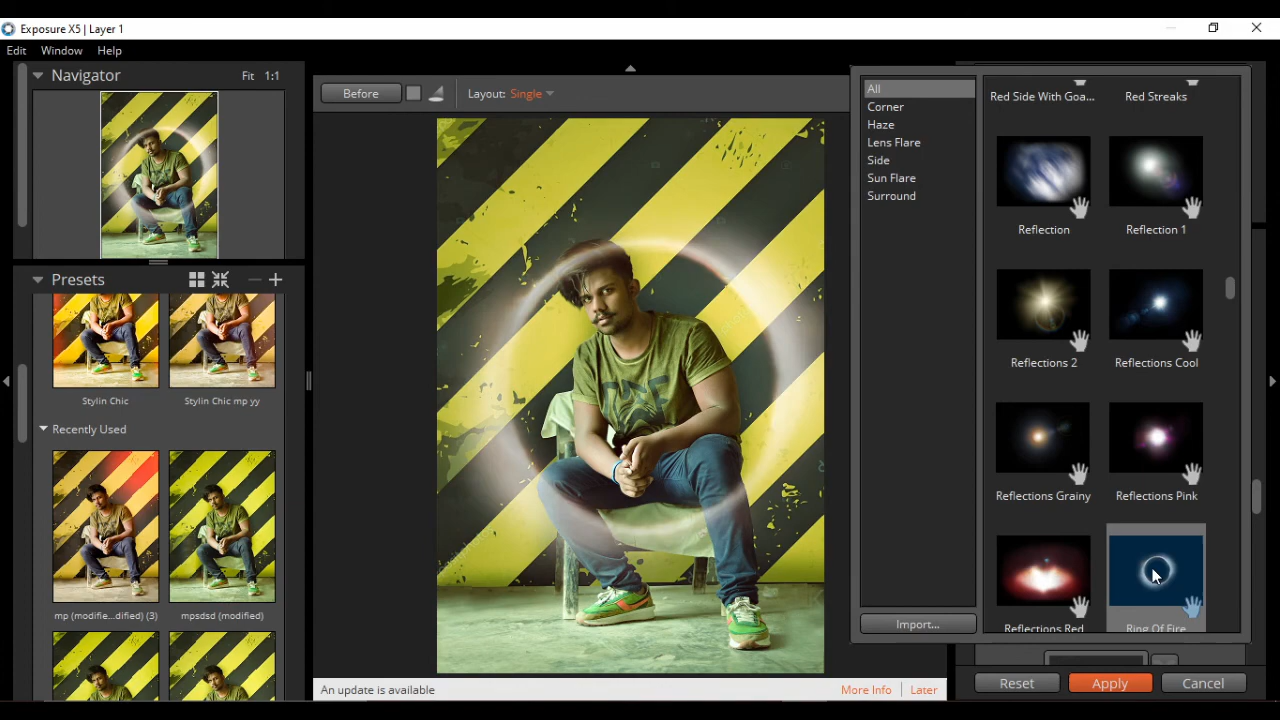 Exposure X5 | Layer 1
Edit Window Help
Navigator Fit 1:1
Before Layout: Single
Presets
Stylin Chic Stylin Chic mp yy
Recently Used
mp (modifie...dified) (3) mpsdsd (modified)
All
Corner
Haze
Lens Flare
Side
Sun Flare
Surround
Import...
Red Side With Goa... Red Streaks
Reflection Reflection 1
Reflections 2 Reflections Cool
Reflections Grainy Reflections Pink
Reflections Red Ring Of Fire
An update is available More Info Later
Reset Apply Cancel